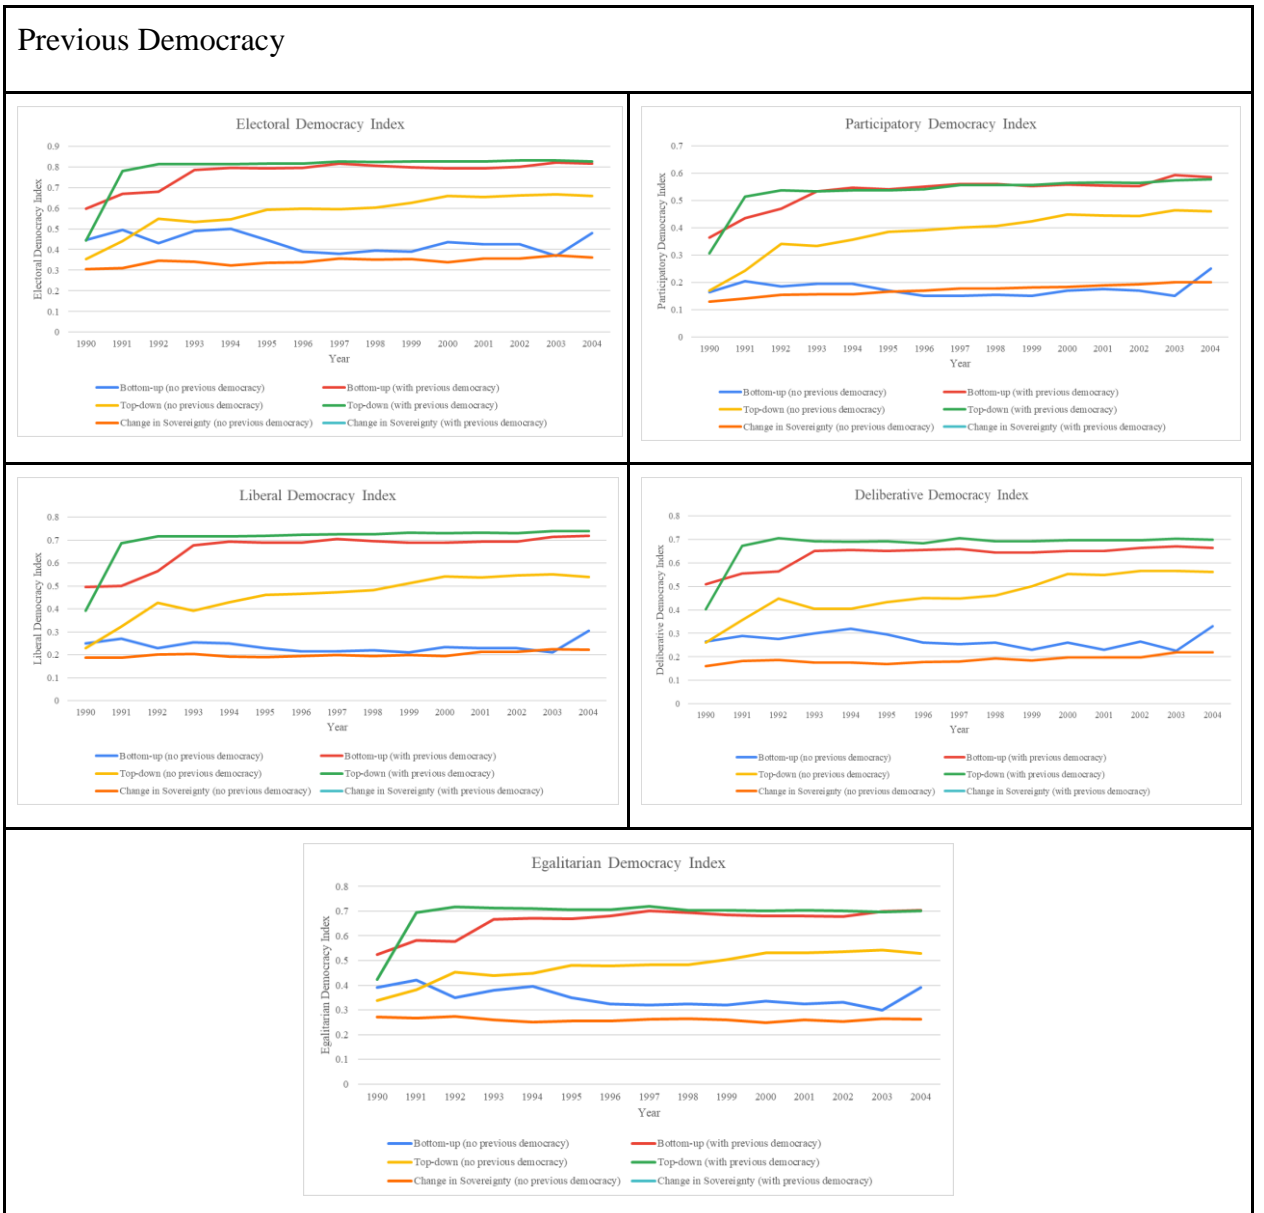 Previous Democracy
Electoral Democracy Index
Electoral Democracy Index
0.9
0.8
0.7
0.6
0.5
0.4
0.3
0.2
0.1
0
1990 1991 1992 1993 1994 1995 1996 1997 1998 1999 2000 2001 2002 2003 2004
Year
Bottom-up (no previous democracy) Bottom-up (with previous democracy)
Top-down (no previous democracy) Top-down (with previous democracy)
Change in Sovereignty (no previous democracy) Change in Sovereignty (with previous democracy)
Participatory Democracy Index
Participatory Democracy Index
0.7
0.6
0.5
0.4
0.3
0.2
0.1
0
1990 1991 1992 1993 1994 1995 1996 1997 1998 1999 2000 2001 2002 2003 2004
Year
Bottom-up (no previous democracy) Bottom-up (with previous democracy)
Top-down (no previous democracy) Top-down (with previous democracy)
Change in Sovereignty (no previous democracy) Change in Sovereignty (with previous democracy)
Liberal Democracy Index
Liberal Democracy Index
0.8
0.7
0.6
0.5
0.4
0.3
0.2
0.1
0
1990 1991 1992 1993 1994 1995 1996 1997 1998 1999 2000 2001 2002 2003 2004
Year
Bottom-up (no previous democracy) Bottom-up (with previous democracy)
Top-down (no previous democracy) Top-down (with previous democracy)
Change in Sovereignty (no previous democracy) Change in Sovereignty (with previous democracy)
Deliberative Democracy Index
Deliberative Democracy Index
0.8
0.7
0.6
0.5
0.4
0.3
0.2
0.1
0
1990 1991 1992 1993 1994 1995 1996 1997 1998 1999 2000 2001 2002 2003 2004
Year
Bottom-up (no previous democracy) Bottom-up (with previous democracy)
Top-down (no previous democracy) Top-down (with previous democracy)
Change in Sovereignty (no previous democracy) Change in Sovereignty (with previous democracy)
Egalitarian Democracy Index
Egalitarian Democracy Index
0.8
0.7
0.6
0.5
0.4
0.3
0.2
0.1
0
1990 1991 1992 1993 1994 1995 1996 1997 1998 1999 2000 2001 2002 2003 2004
Year
Bottom-up (no previous democracy) Bottom-up (with previous democracy)
Top-down (no previous democracy) Top-down (with previous democracy)
Change in Sovereignty (no previous democracy) Change in Sovereignty (with previous democracy)